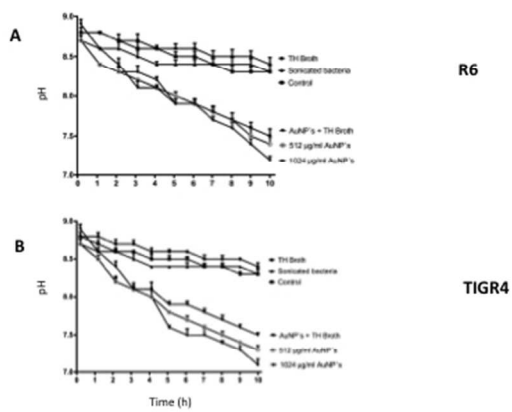 A
R6
pH
9.0
8.5
8.0
7.5
7.0
0 1 2 3 4 5 6 7 8 9 10
TH Broth
Sonicated bacteria
Control
AuNP's + TH Broth
512 µg/ml AuNP's
1024 µg/ml AuNP's
B
TIGR4
pH
9.0
8.5
8.0
7.5
7.0
0 1 2 3 4 5 6 7 8 9 10
TH Broth
Sonicated bacteria
Control
AuNP's + TH Broth
512 µg/ml AuNP's
1024 µg/ml AuNP's
Time (h)